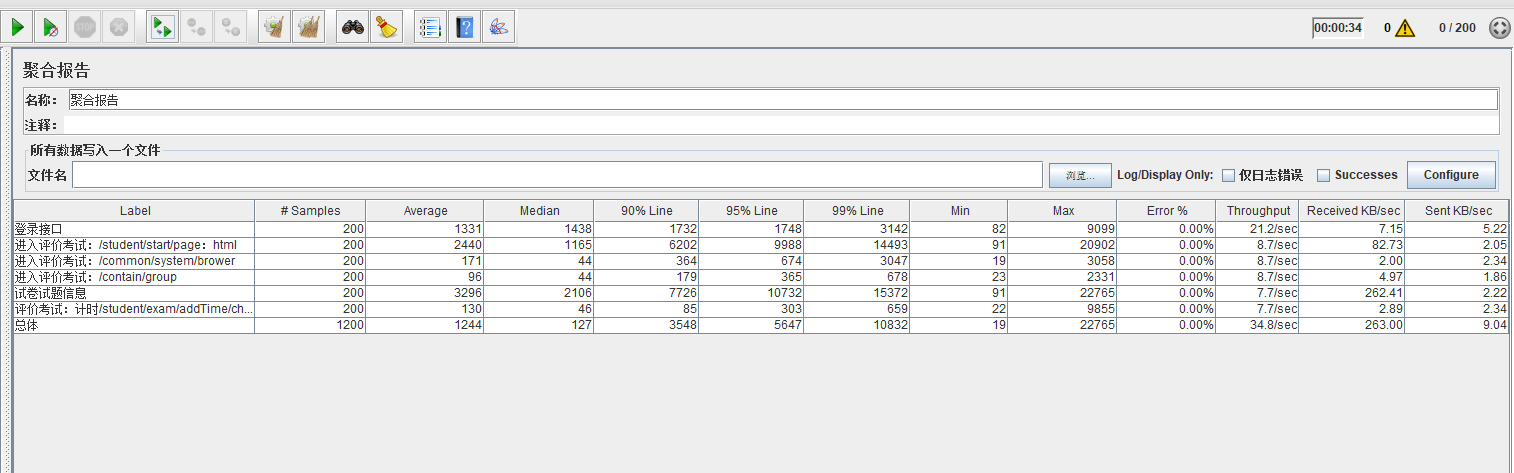 STOP
00:00:34 0 0 / 200
聚合报告
名称： 聚合报告
注释：
所有数据写入一个文件
文件名 浏览... Log/Display Only: 仅日志错误 Successes Configure
Label # Samples Average Median 90% Line 95% Line 99% Line Min Max Error % Throughput Received KB/sec Sent KB/sec
登录接口 200 1331 1438 1732 1748 3142 82 9099 0.00% 21.2/sec 7.15 5.22
进入评价考试：/student/start/page：html 200 2440 1165 6202 9988 14493 91 20902 0.00% 8.7/sec 82.73 2.05
进入评价考试：/common/system/brower 200 171 44 364 674 3047 19 3058 0.00% 8.7/sec 2.00 2.34
进入评价考试：/contain/group 200 96 44 179 365 678 23 2331 0.00% 8.7/sec 4.97 1.86
试卷试题信息 200 3296 2106 7726 10732 15372 91 22765 0.00% 7.7/sec 262.41 2.22
评价考试：计时/student/exam/addTime/ch... 200 130 46 85 303 659 22 9855 0.00% 7.7/sec 2.89 2.34
总体 1200 1244 127 3548 5647 10832 19 22765 0.00% 34.8/sec 263.00 9.04